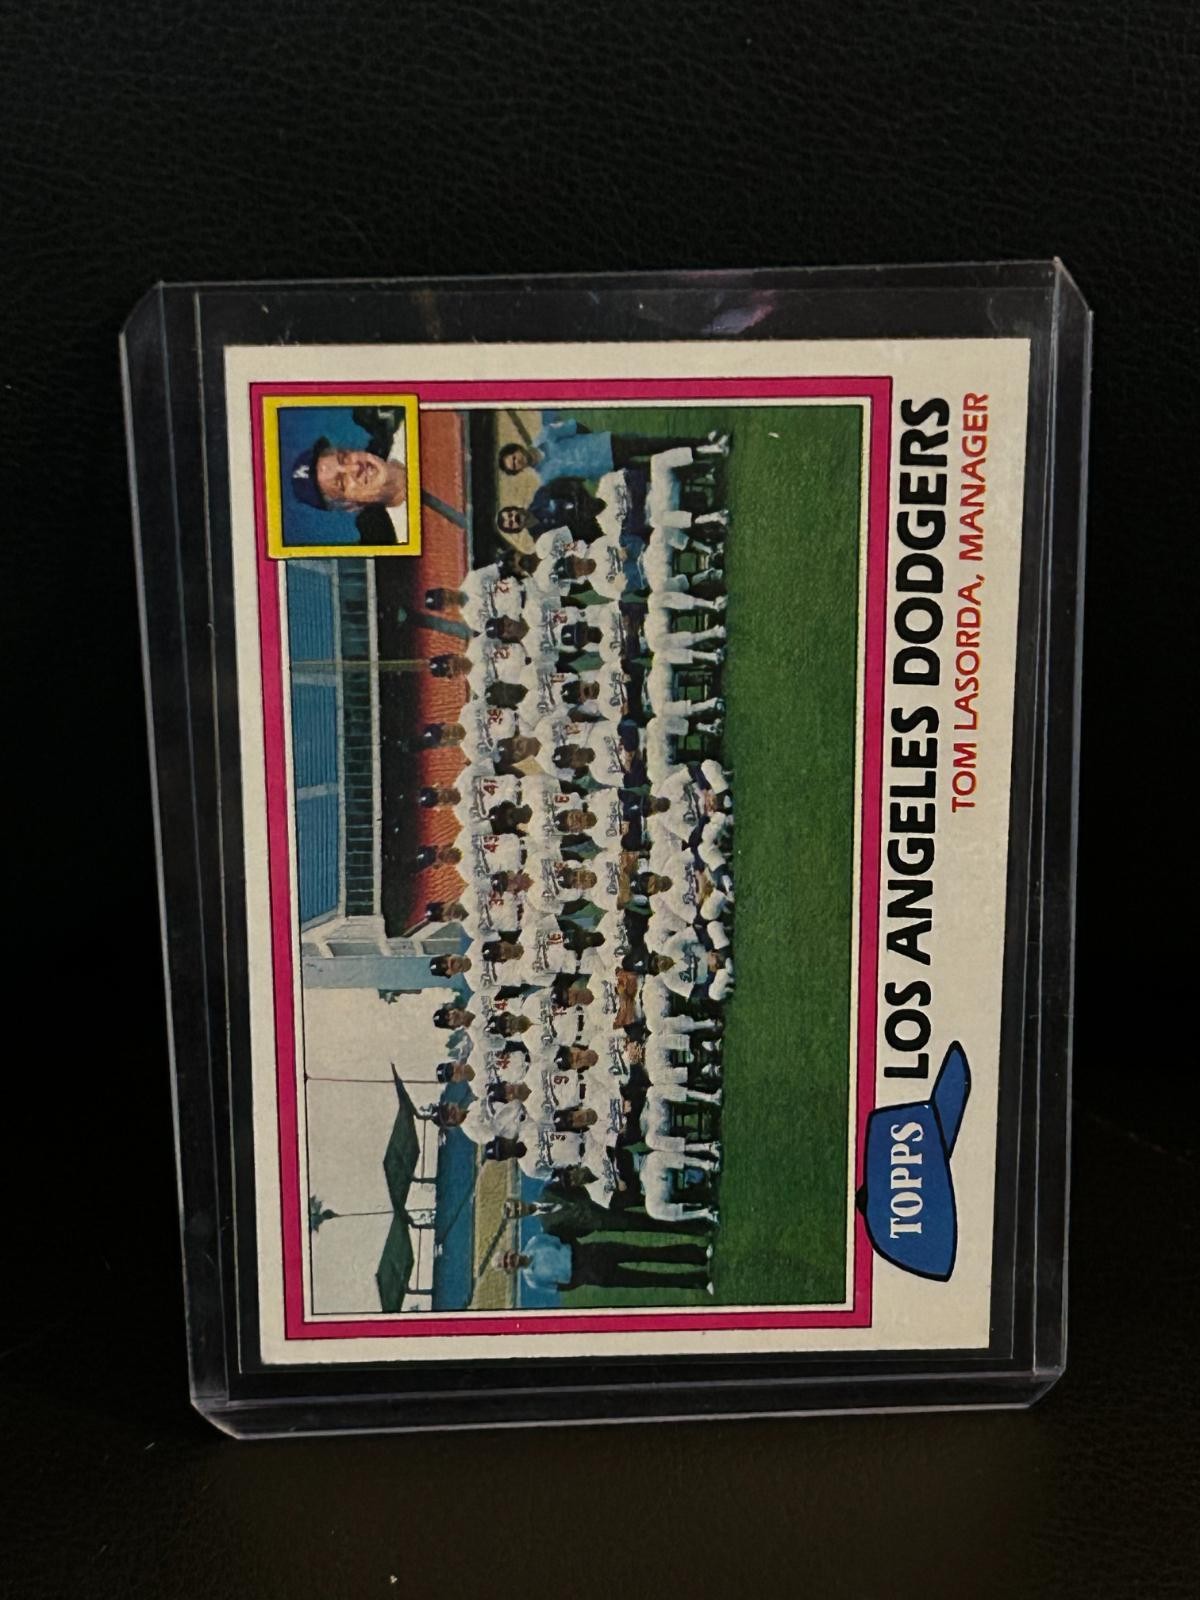 TOPPS
LOS ANGELES DODGERS
TOM LASORDA, MANAGER